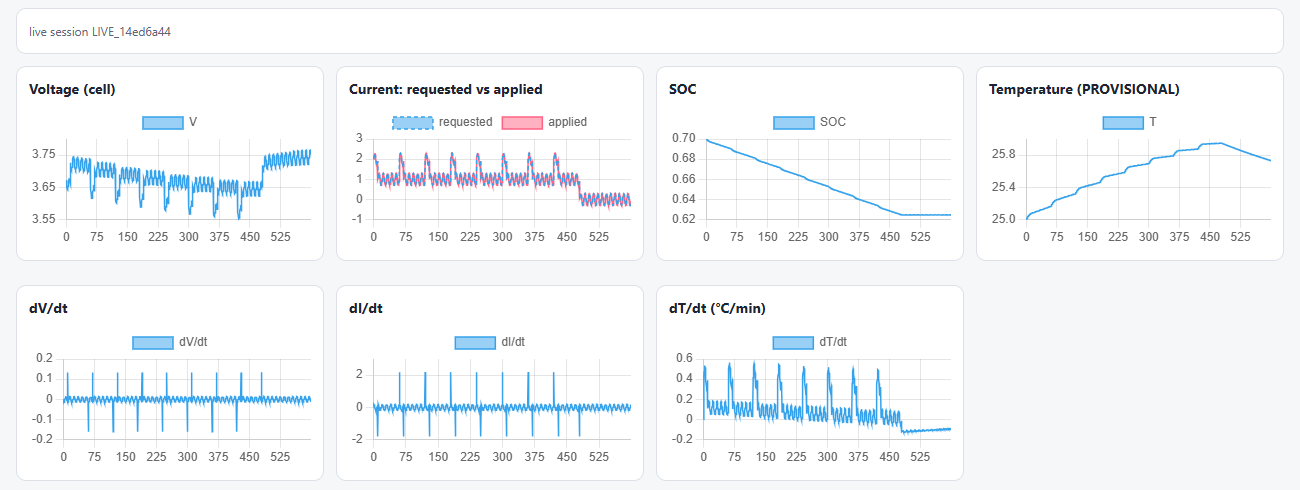 live session LIVE_14ed6a44
Voltage (cell)
V
3.75
3.65
3.55
0 75 150 225 300 375 450 525
Current: requested vs applied
requested applied
3
2
1
0
-1
0 75 150 225 300 375 450 525
SOC
SOC
0.70
0.68
0.66
0.64
0.62
0 75 150 225 300 375 450 525
Temperature (PROVISIONAL)
T
25.8
25.4
25.0
0 75 150 225 300 375 450 525
dV/dt
dV/dt
0.2
0.1
0
-0.1
-0.2
0 75 150 225 300 375 450 525
dI/dt
dI/dt
2
0
-2
0 75 150 225 300 375 450 525
dT/dt (°C/min)
dT/dt
0.6
0.4
0.2
0
-0.2
0 75 150 225 300 375 450 525